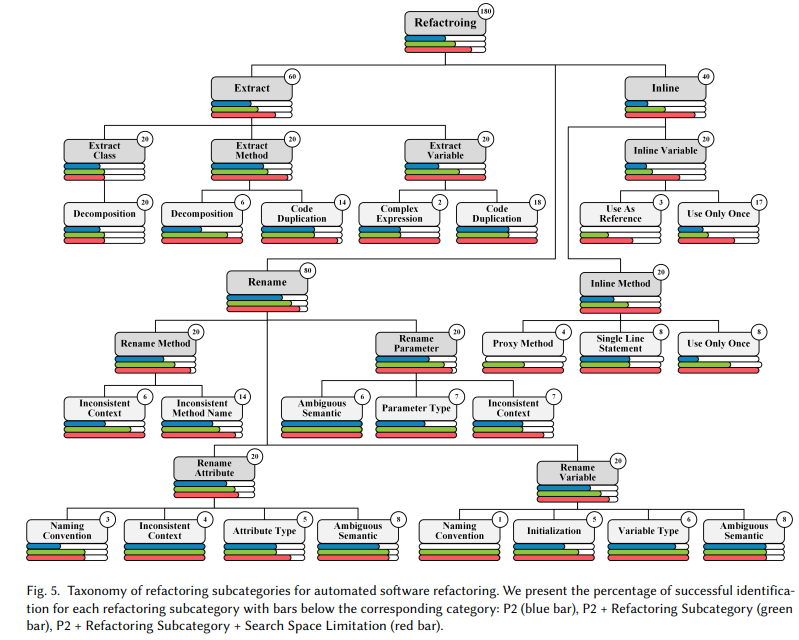 Refactroing
180
Extract
60
Inline
40
Extract
Class
20
Extract
Method
20
Extract
Variable
20
Inline Variable
20
Decomposition
20
Decomposition
6
Code
Duplication
14
Complex
Expression
2
Code
Duplication
18
Use As
Reference
3
Use Only Once
17
Rename
80
Inline Method
20
Rename Method
20
Rename
Parameter
20
Proxy Method
4
Single Line
Statement
8
Use Only Once
8
Inconsistent
Context
6
Inconsistent
Method Name
14
Ambiguous
Semantic
6
Parameter Type
7
Inconsistent
Context
7
Rename
Attribute
20
Rename
Variable
20
Naming
Convention
3
Inconsistent
Context
4
Attribute Type
5
Ambiguous
Semantic
8
Naming
Convention
1
Initialization
5
Variable Type
6
Ambiguous
Semantic
8
Fig. 5. Taxonomy of refactoring subcategories for automated software refactoring. We present the percentage of successful identifica-
tion for each refactoring subcategory with bars below the corresponding category: P2 (blue bar), P2 + Refactoring Subcategory (green
bar), P2 + Refactoring Subcategory + Search Space Limitation (red bar).